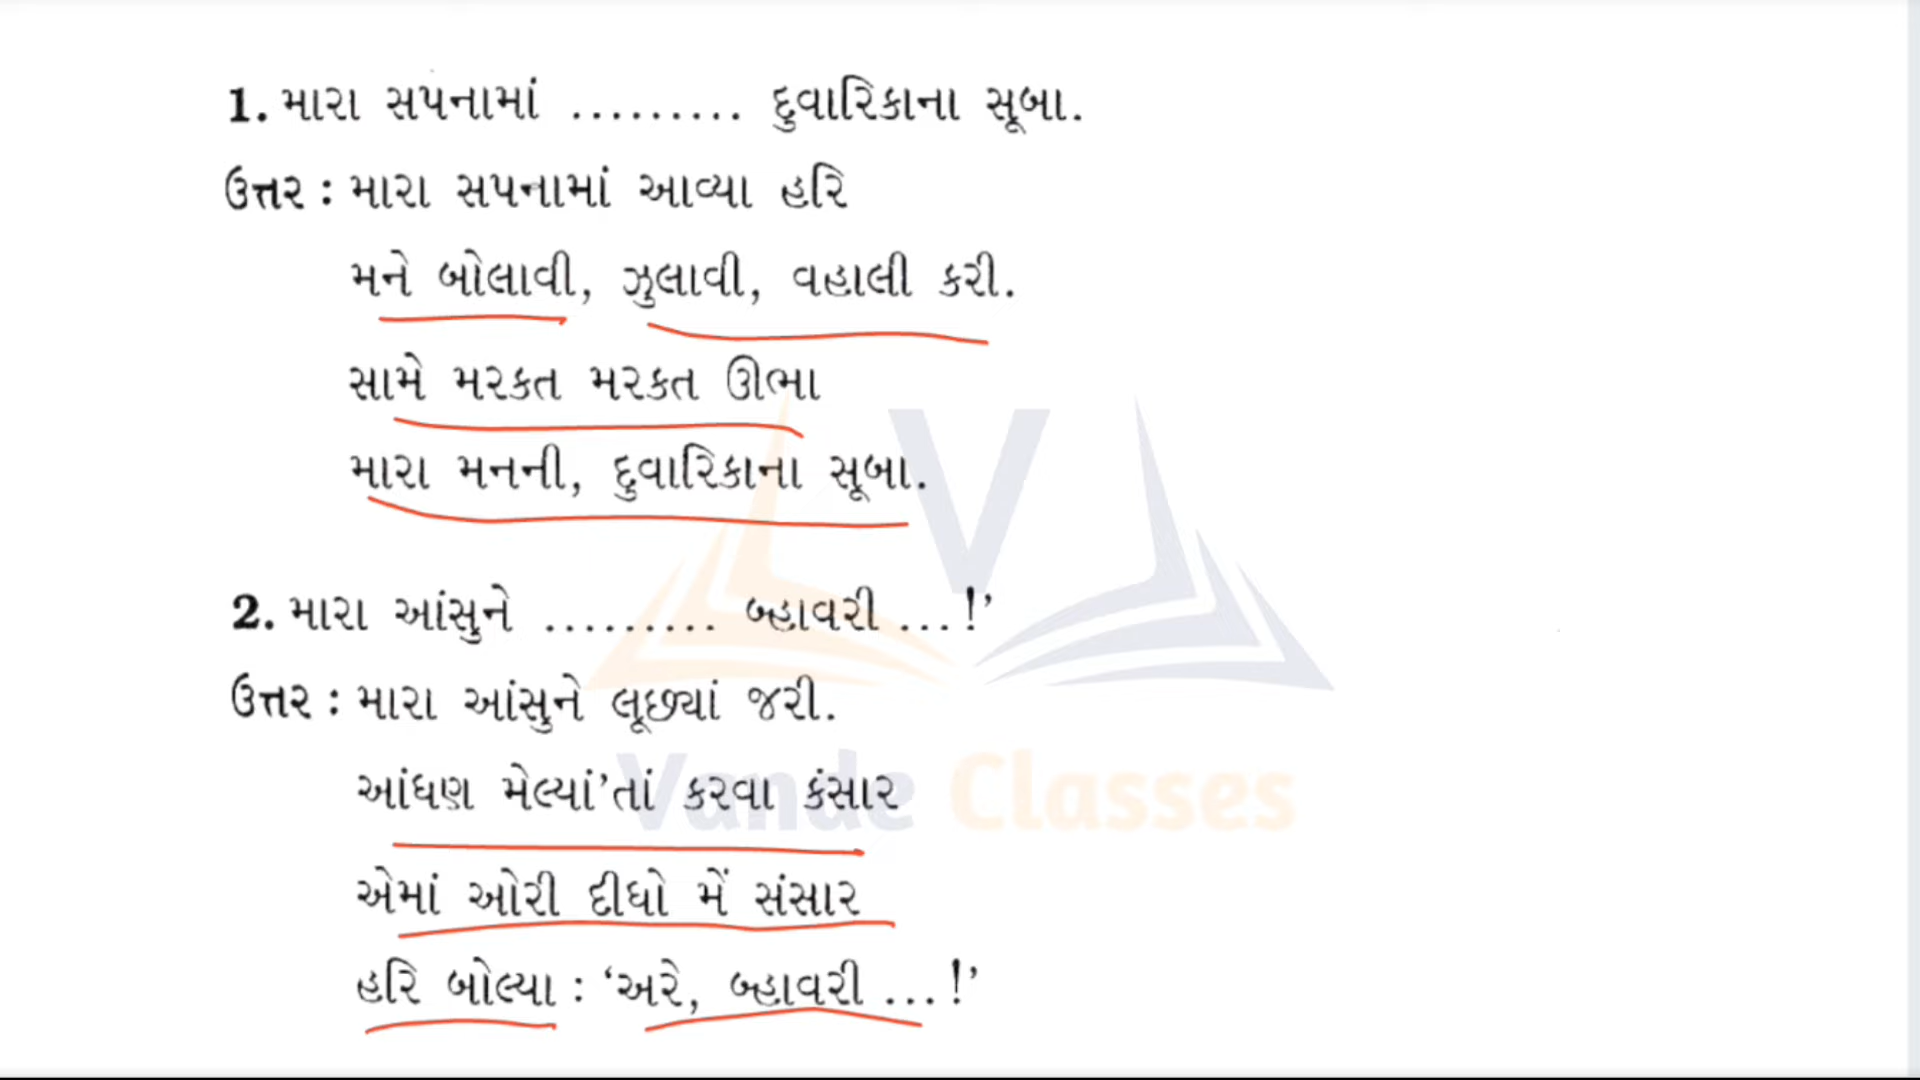 1. મારા સપનામાં ......... દુવારિકાના સૂબા.
ઉત્તર : મારા સપનામાં આવ્યા હરિ
મને બોલાવી, ઝુલાવી, વહાલી કરી.
સામે મરકત મરકત ઊભા
મારા મનની, દુવારિકાના સૂબા.
2. મારા આંસુને ......... બ્હાવરી ...!’
ઉત્તર : મારા આંસુને લૂછ્યાં જરી.
આંધણ મેલ્યાં’તાં કરવા કંસાર
એમાં ઓરી દીધો મેં સંસાર
હરિ બોલ્યા : ‘અરે, બ્હાવરી ...!’
V
Vande Classes